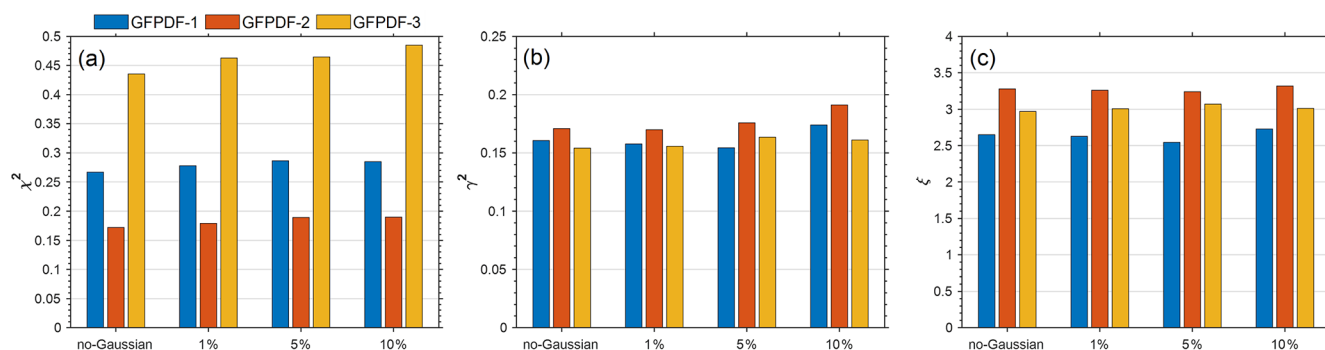 GFPDF-1 GFPDF-2 GFPDF-3
(a)
χ²
0.5
0.45
0.4
0.35
0.3
0.25
0.2
0.15
0.1
0.05
0
no-Gaussian 1% 5% 10%
(b)
γ²
0.25
0.2
0.15
0.1
0.05
0
no-Gaussian 1% 5% 10%
(c)
ξ
4
3.5
3
2.5
2
1.5
1
0.5
0
no-Gaussian 1% 5% 10%